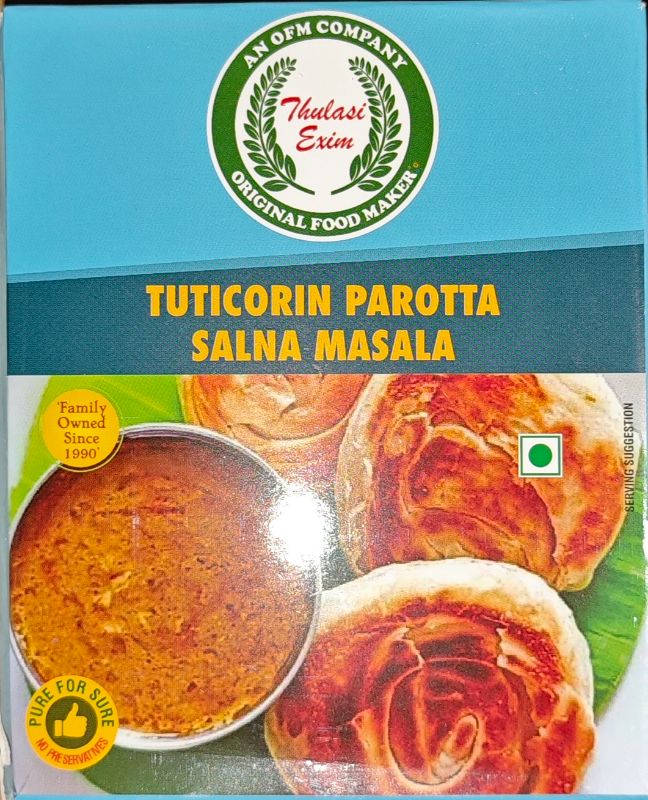 AN OFM COMPANY
Thulasi
Exim
ORIGINAL FOOD MAKER
TUTICORIN PAROTTA
SALNA MASALA
'Family
Owned
Since
1990'
SERVING SUGGESTION
PURE FOR SURE
NO PRESERVATIVES